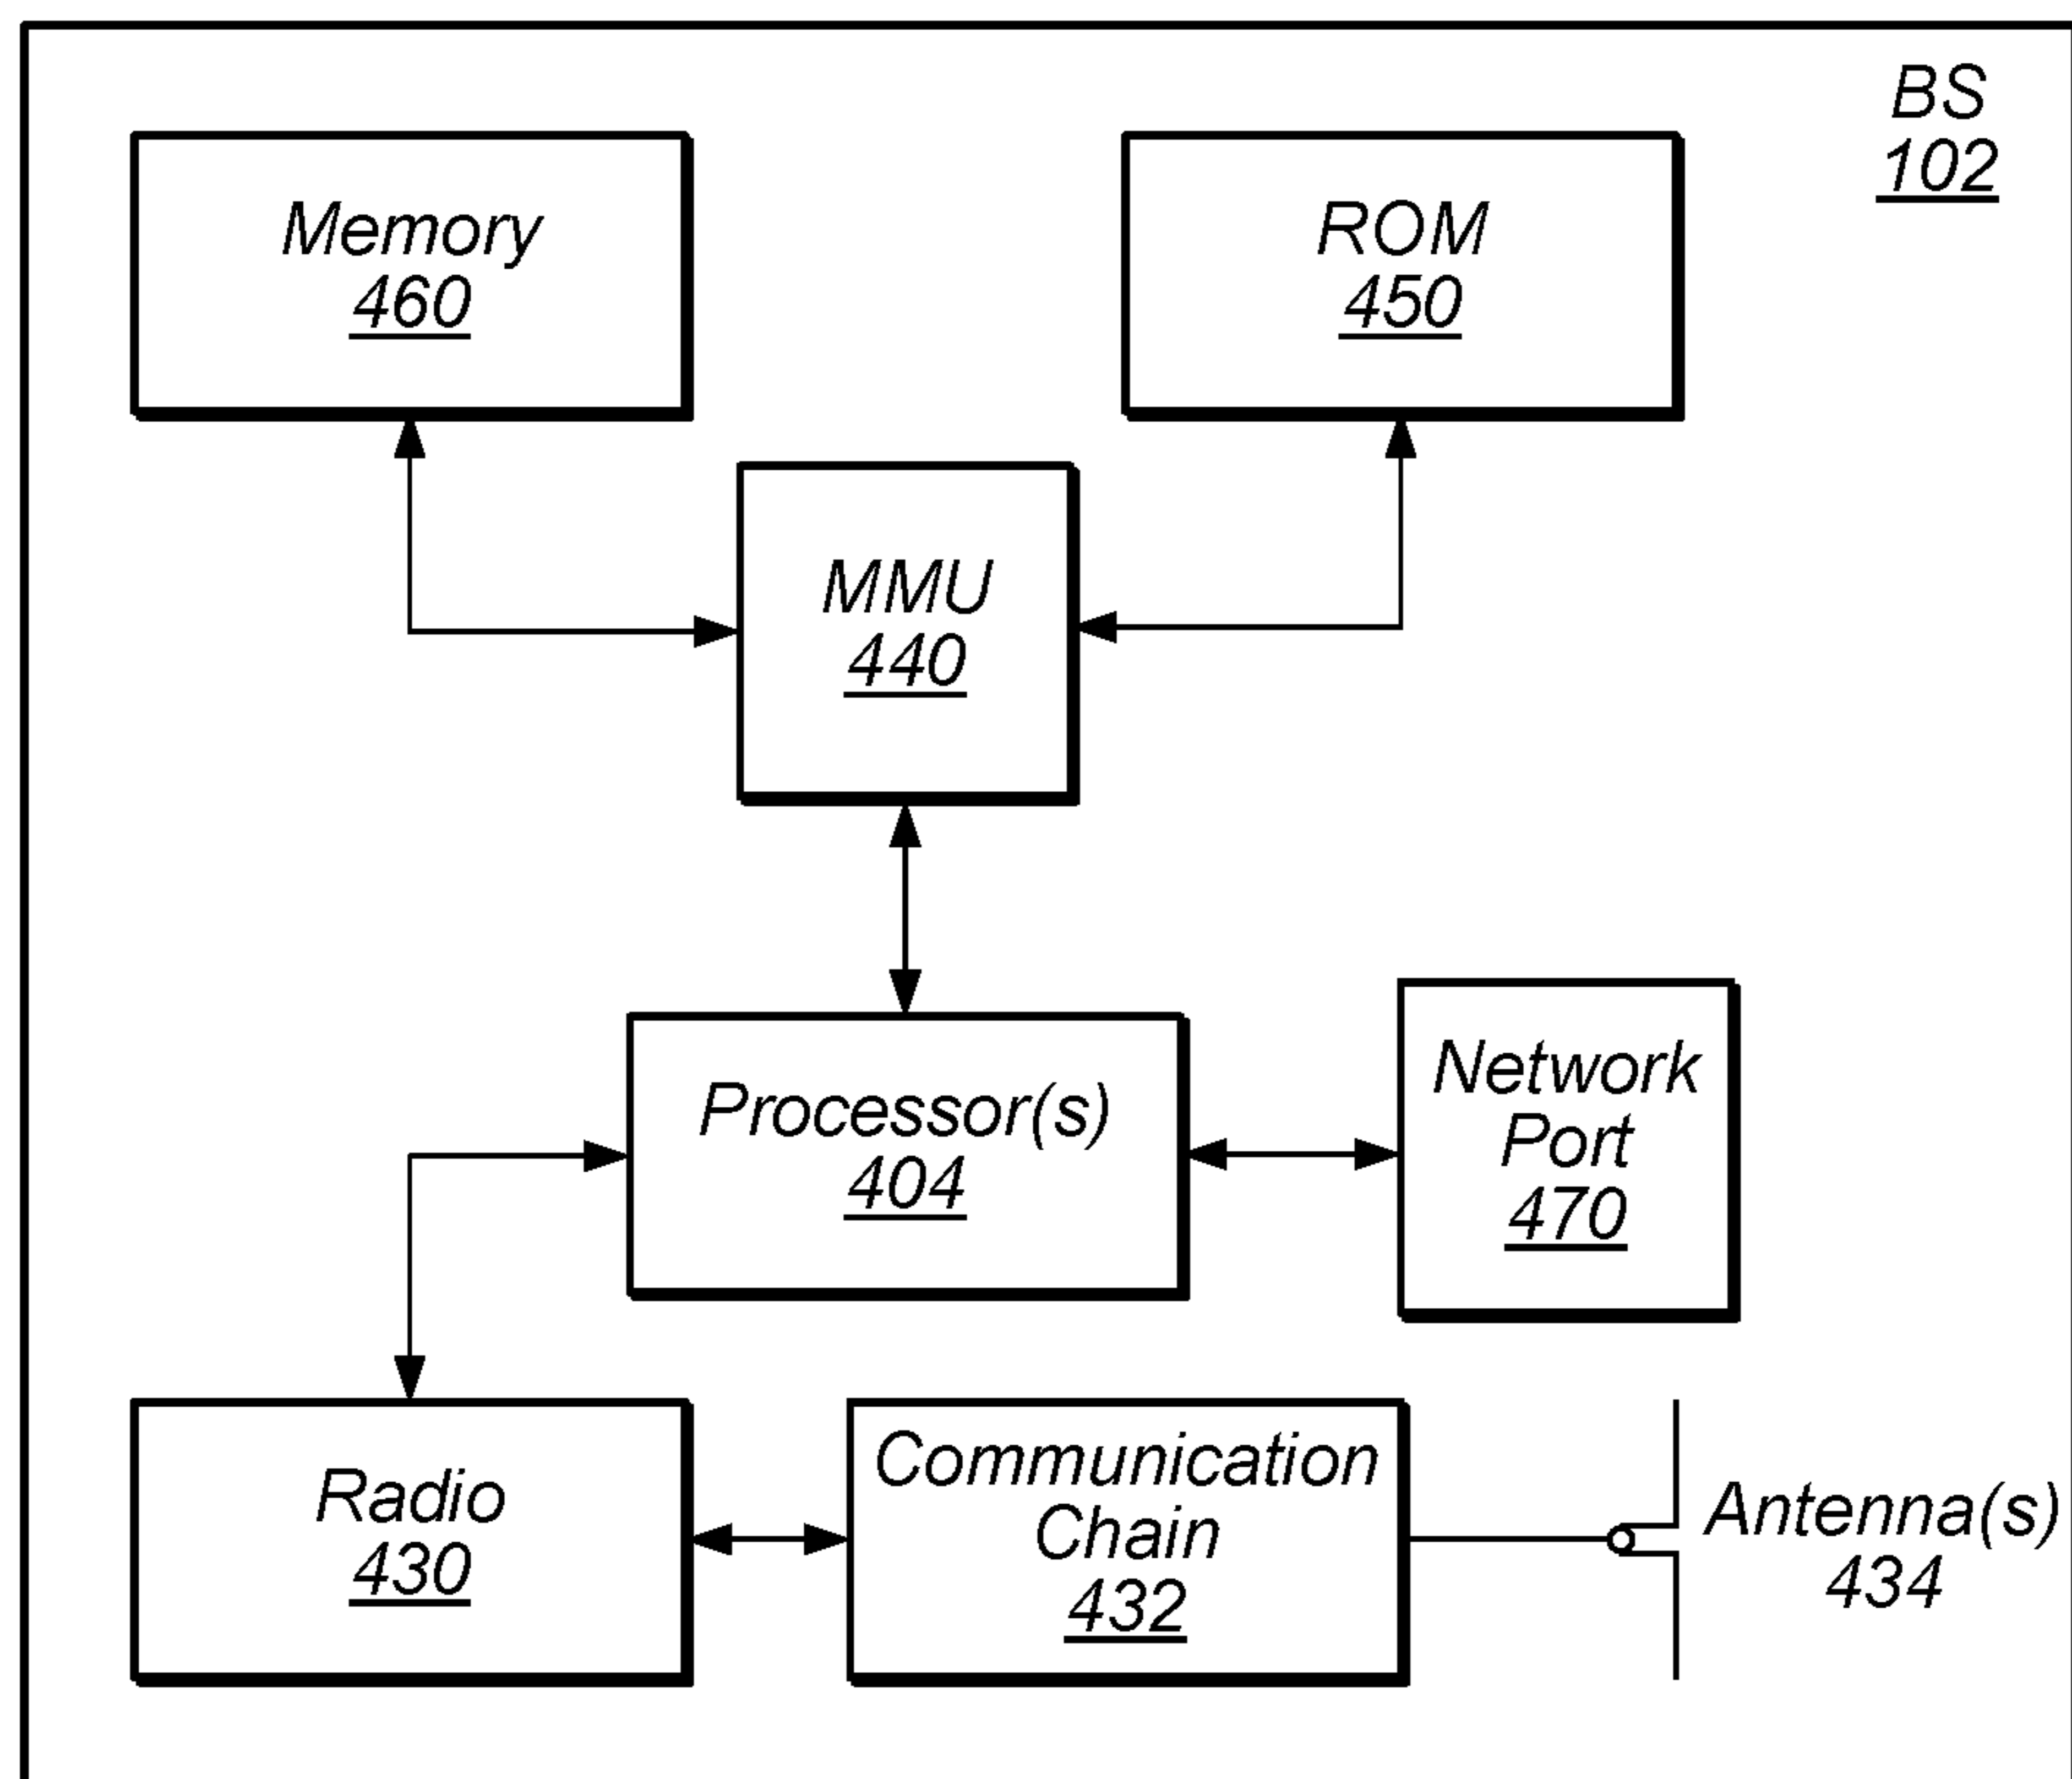 BS
102
Memory
460
ROM
450
MMU
440
Processor(s)
404
Network
Port
470
Radio
430
Communication
Chain
432
Antenna(s)
434